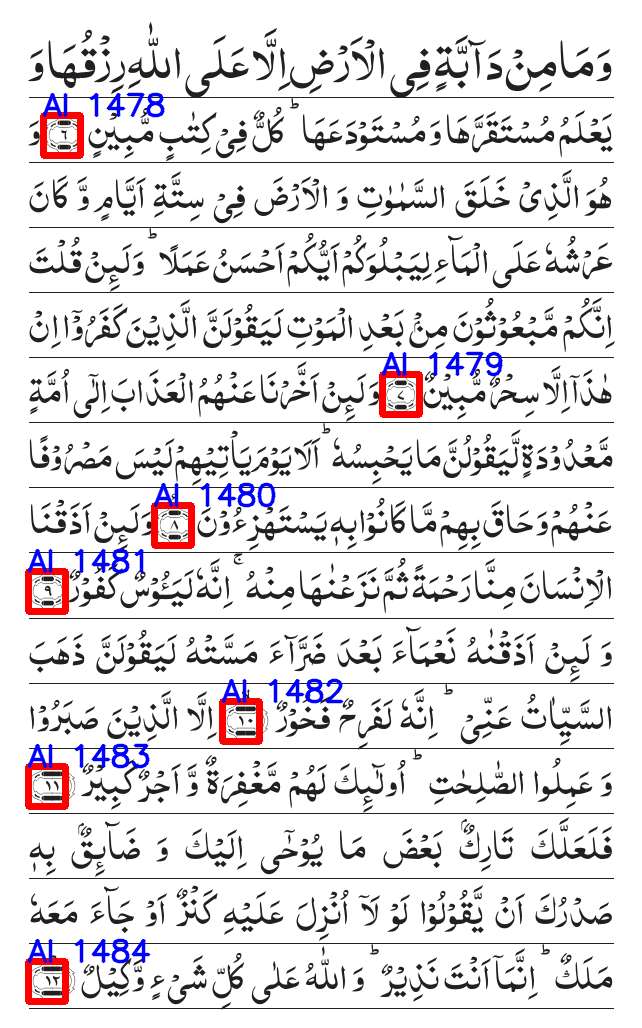 وَمَا مِنْ دَآبَّةٍ فِى الْاَرْضِ اِلَّا عَلَى اللّٰهِ رِزْقُهَا وَ
AI 1478
يَعْلَمُ مُسْتَقَرَّهَا وَ مُسْتَوْدَعَهَا ؕ كُلٌّ فِىْ كِتٰبٍ مُّبِيْنٍ ٦ وَ
هُوَ الَّذِىْ خَلَقَ السَّمٰوٰتِ وَ الْاَرْضَ فِىْ سِتَّةِ اَيَّامٍ وَّ كَانَ
عَرْشُهٗ عَلَى الْمَآءِ لِيَبْلُوَكُمْ اَيُّكُمْ اَحْسَنُ عَمَلًا ؕ وَلَىِٕنْ قُلْتَ
اِنَّكُمْ مَّبْعُوْثُوْنَ مِنْۢ بَعْدِ الْمَوْتِ لَيَقُوْلَنَّ الَّذِيْنَ كَفَرُوْۤا اِنْ
AI 1479
هٰذَاۤ اِلَّا سِحْرٌ مُّبِيْنٌ ٧ وَلَىِٕنْ اَخَّرْنَا عَنْهُمُ الْعَذَابَ اِلٰٓى اُمَّةٍ
مَّعْدُوْدَةٍ لَّيَقُوْلُنَّ مَا يَحْبِسُهٗ ؕ اَلَا يَوْمَ يَاْتِيْهِمْ لَيْسَ مَصْرُوْفًا
AI 1480
عَنْهُمْ وَحَاقَ بِهِمْ مَّا كَانُوْا بِهٖ يَسْتَهْزِءُوْنَ ٨ وَلَىِٕنْ اَذَقْنَا
AI 1481
الْاِنْسَانَ مِنَّا رَحْمَةً ثُمَّ نَزَعْنٰهَا مِنْهُ ۚ اِنَّهٗ لَيَـُٔوْسٌ كَفُوْرٌ ٩
وَ لَىِٕنْ اَذَقْنٰهُ نَعْمَآءَ بَعْدَ ضَرَّآءَ مَسَّتْهُ لَيَقُوْلَنَّ ذَهَبَ
AI 1482
السَّيِّاٰتُ عَنِّىْ ؕ اِنَّهٗ لَفَرِحٌ فَخُوْرٌ ١٠ اِلَّا الَّذِيْنَ صَبَرُوْا
AI 1483
وَ عَمِلُوا الصّٰلِحٰتِ ؕ اُولٰٓىِٕكَ لَهُمْ مَّغْفِرَةٌ وَّ اَجْرٌ كَبِيْرٌ ١١
فَلَعَلَّكَ تَارِكٌۢ بَعْضَ مَا يُوْحٰٓى اِلَيْكَ وَ ضَآىِٕقٌۢ بِهٖ
صَدْرُكَ اَنْ يَّقُوْلُوْا لَوْ لَاۤ اُنْزِلَ عَلَيْهِ كَنْزٌ اَوْ جَآءَ مَعَهٗ
AI 1484
مَلَكٌ ؕ اِنَّمَاۤ اَنْتَ نَذِيْرٌ ؕ وَ اللّٰهُ عَلٰى كُلِّ شَىْءٍ وَّكِيْلٌ ١٢